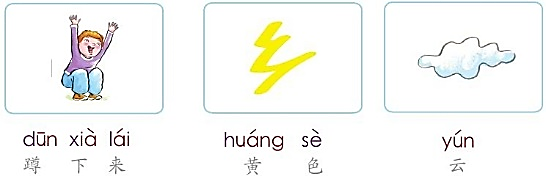 dūn xià lái huáng sè yún
蹲 下 来 黄 色 云